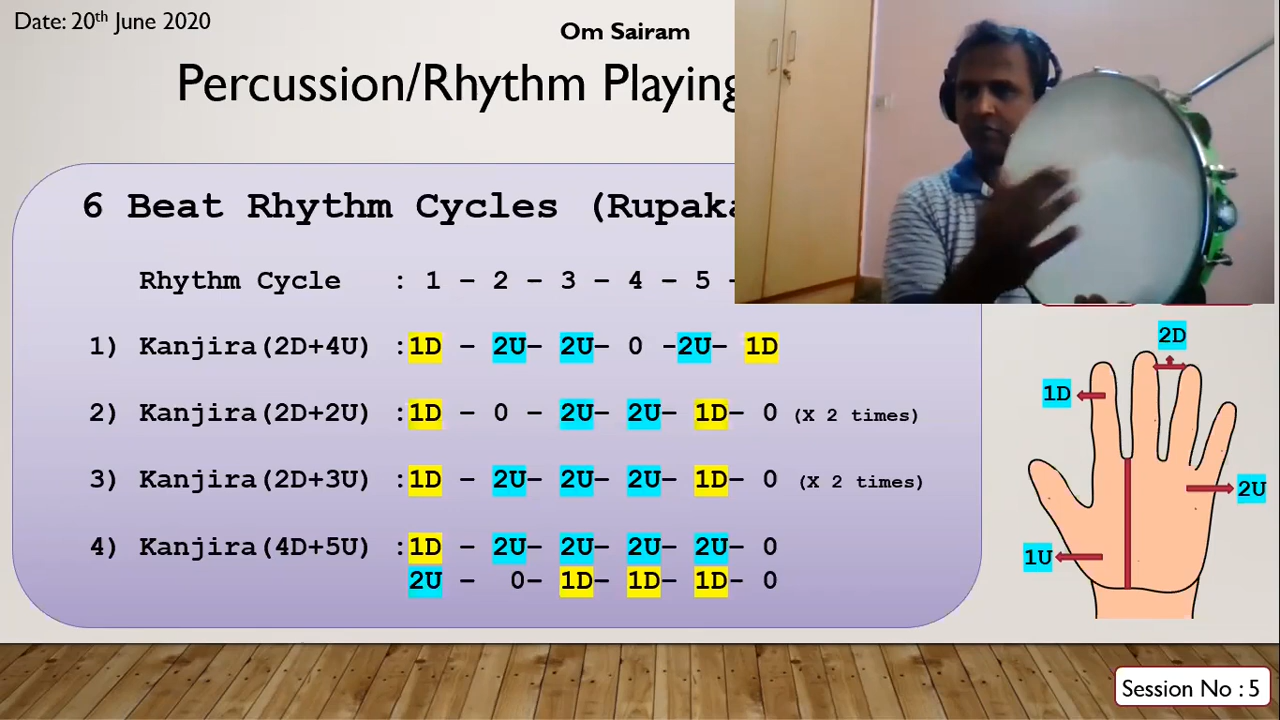 Date: 20th June 2020
Om Sairam
Percussion/Rhythm Playing
6 Beat Rhythm Cycles
Rhythm Cycle : 1 – 2 – 3 – 4 – 5 –
1) Kanjira(2D+4U) :1D – 2U– 2U– 0 –2U– 1D
2) Kanjira(2D+2U) :1D – 0 – 2U– 2U– 1D– 0 (X 2 times)
3) Kanjira(2D+3U) :1D – 2U– 2U– 2U– 1D– 0 (X 2 times)
4) Kanjira(4D+5U) :1D – 2U– 2U– 2U– 2U– 0
2U – 0– 1D– 1D– 1D– 0
2D
1D
2U
1U
Session No : 5